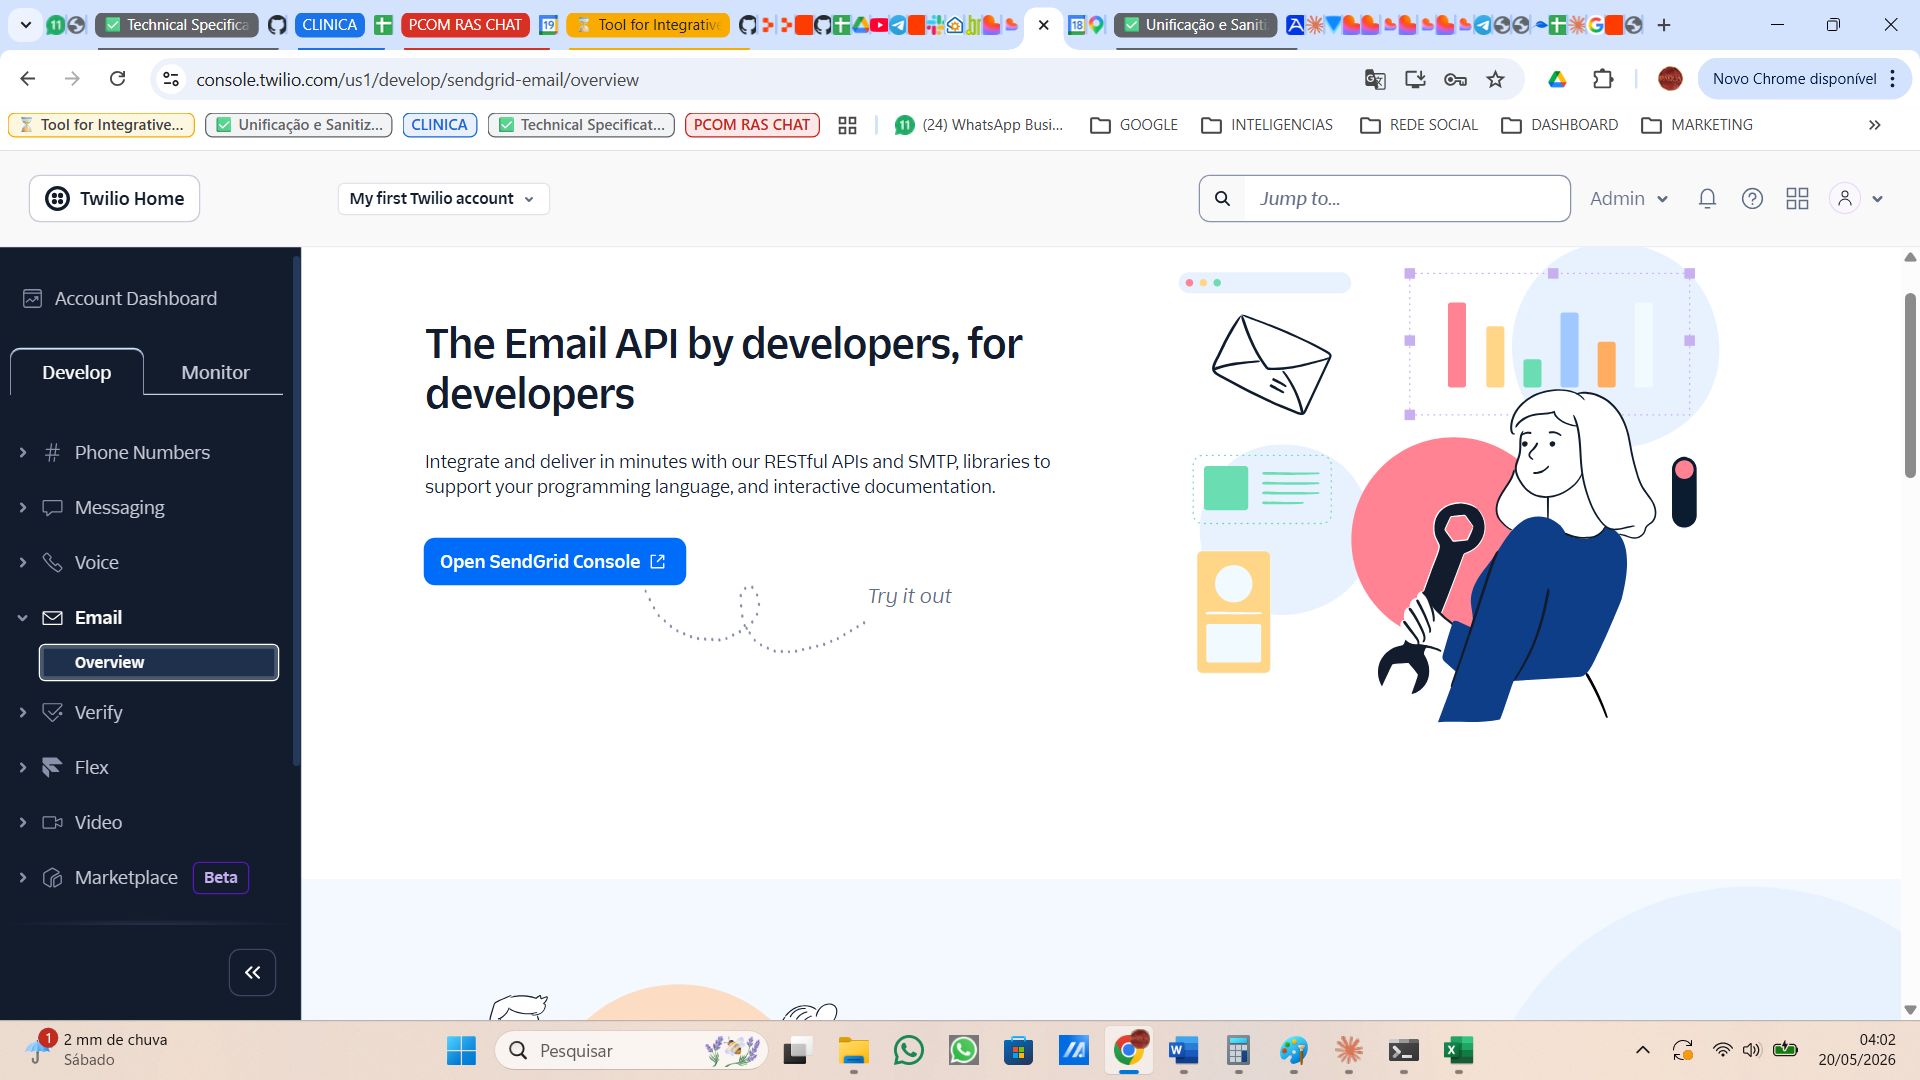 Technical Specifica
CLINICA
PCOM RAS CHAT
Tool for Integrative
Unificação e Saniti
console.twilio.com/us1/develop/sendgrid-email/overview
Novo Chrome disponível
Tool for Integrative...
Unificação e Sanitiz...
CLINICA
Technical Specificat...
PCOM RAS CHAT
(24) WhatsApp Busi...
GOOGLE
INTELIGENCIAS
REDE SOCIAL
DASHBOARD
MARKETING
Twilio Home
My first Twilio account
Jump to...
Admin
Account Dashboard
Develop
Monitor
Phone Numbers
Messaging
Voice
Email
Overview
Verify
Flex
Video
Marketplace
Beta
The Email API by developers, for
developers
Integrate and deliver in minutes with our RESTful APIs and SMTP, libraries to
support your programming language, and interactive documentation.
Open SendGrid Console
Try it out
1
2 mm de chuva
Sábado
Pesquisar
04:02
20/05/2026